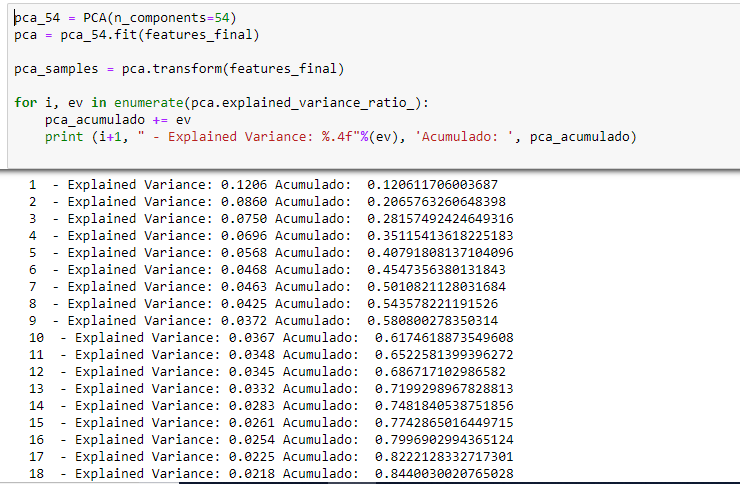 pca_54 = PCA(n_components=54)
pca = pca_54.fit(features_final)
pca_samples = pca.transform(features_final)
for i, ev in enumerate(pca.explained_variance_ratio_):
    pca_acumulado += ev
    print (i+1, " - Explained Variance: %.4f"%(ev), 'Acumulado: ', pca_acumulado)
1  - Explained Variance: 0.1206 Acumulado:  0.120611706003687
2  - Explained Variance: 0.0860 Acumulado:  0.2065763260648398
3  - Explained Variance: 0.0750 Acumulado:  0.28157492424649316
4  - Explained Variance: 0.0696 Acumulado:  0.35115413618225183
5  - Explained Variance: 0.0568 Acumulado:  0.40791808137104096
6  - Explained Variance: 0.0468 Acumulado:  0.4547356380131843
7  - Explained Variance: 0.0463 Acumulado:  0.5010821128031684
8  - Explained Variance: 0.0425 Acumulado:  0.543578221191526
9  - Explained Variance: 0.0372 Acumulado:  0.580800278350314
10  - Explained Variance: 0.0367 Acumulado:  0.6174618873549608
11  - Explained Variance: 0.0348 Acumulado:  0.6522581399396272
12  - Explained Variance: 0.0345 Acumulado:  0.686717102986582
13  - Explained Variance: 0.0332 Acumulado:  0.7199298967828813
14  - Explained Variance: 0.0283 Acumulado:  0.7481840538751856
15  - Explained Variance: 0.0261 Acumulado:  0.7742865016449715
16  - Explained Variance: 0.0254 Acumulado:  0.7996902994365124
17  - Explained Variance: 0.0225 Acumulado:  0.8222128332717301
18  - Explained Variance: 0.0218 Acumulado:  0.8440030020765028